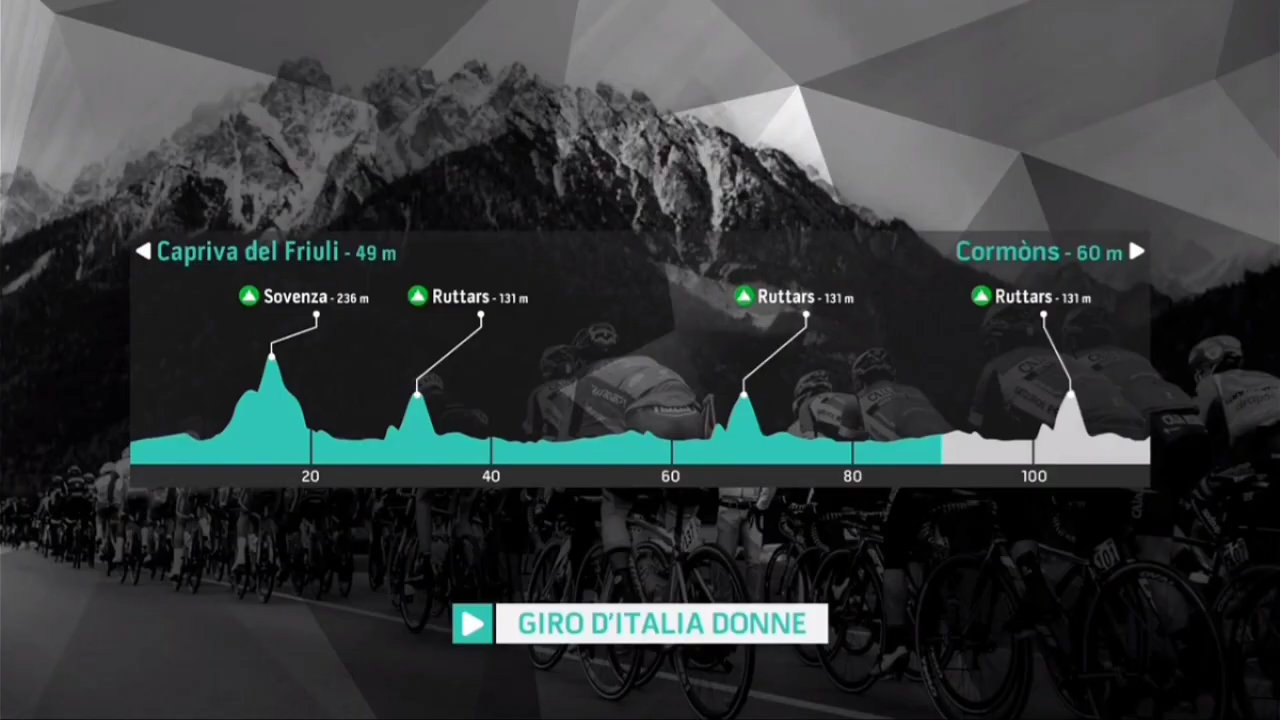 Capriva del Friuli - 49 m
Cormòns - 60 m
Sovenza - 236 m
Ruttars - 131 m
Ruttars - 131 m
Ruttars - 131 m
20 40 60 80 100
GIRO D'ITALIA DONNE
101